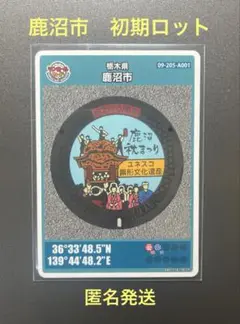 鹿沼市　初期ロット
栃木県
鹿沼市
09-205-A001
鹿沼
秋まつり
ユネスコ
無形文化遺産
36°33'48.5"N
139°44'48.2"E
匿名発送